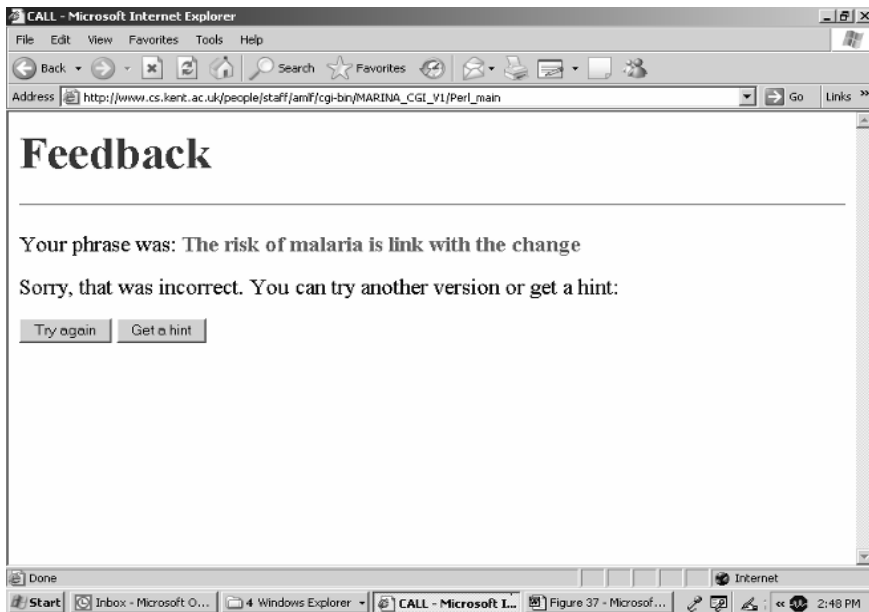 CALL - Microsoft Internet Explorer
File Edit View Favorites Tools Help
Back Search Favorites
Address http://www.cs.kent.ac.uk/people/staff/amlf/cgi-bin/MARINA_CGI_V1/Perl_main Go Links »
Feedback
Your phrase was: The risk of malaria is link with the change
Sorry, that was incorrect. You can try another version or get a hint:
Try again Get a hint
Done Internet
Start Inbox - Microsoft O... 4 Windows Explorer CALL - Microsoft I... Figure 37 - Microsof... « 2:48 PM